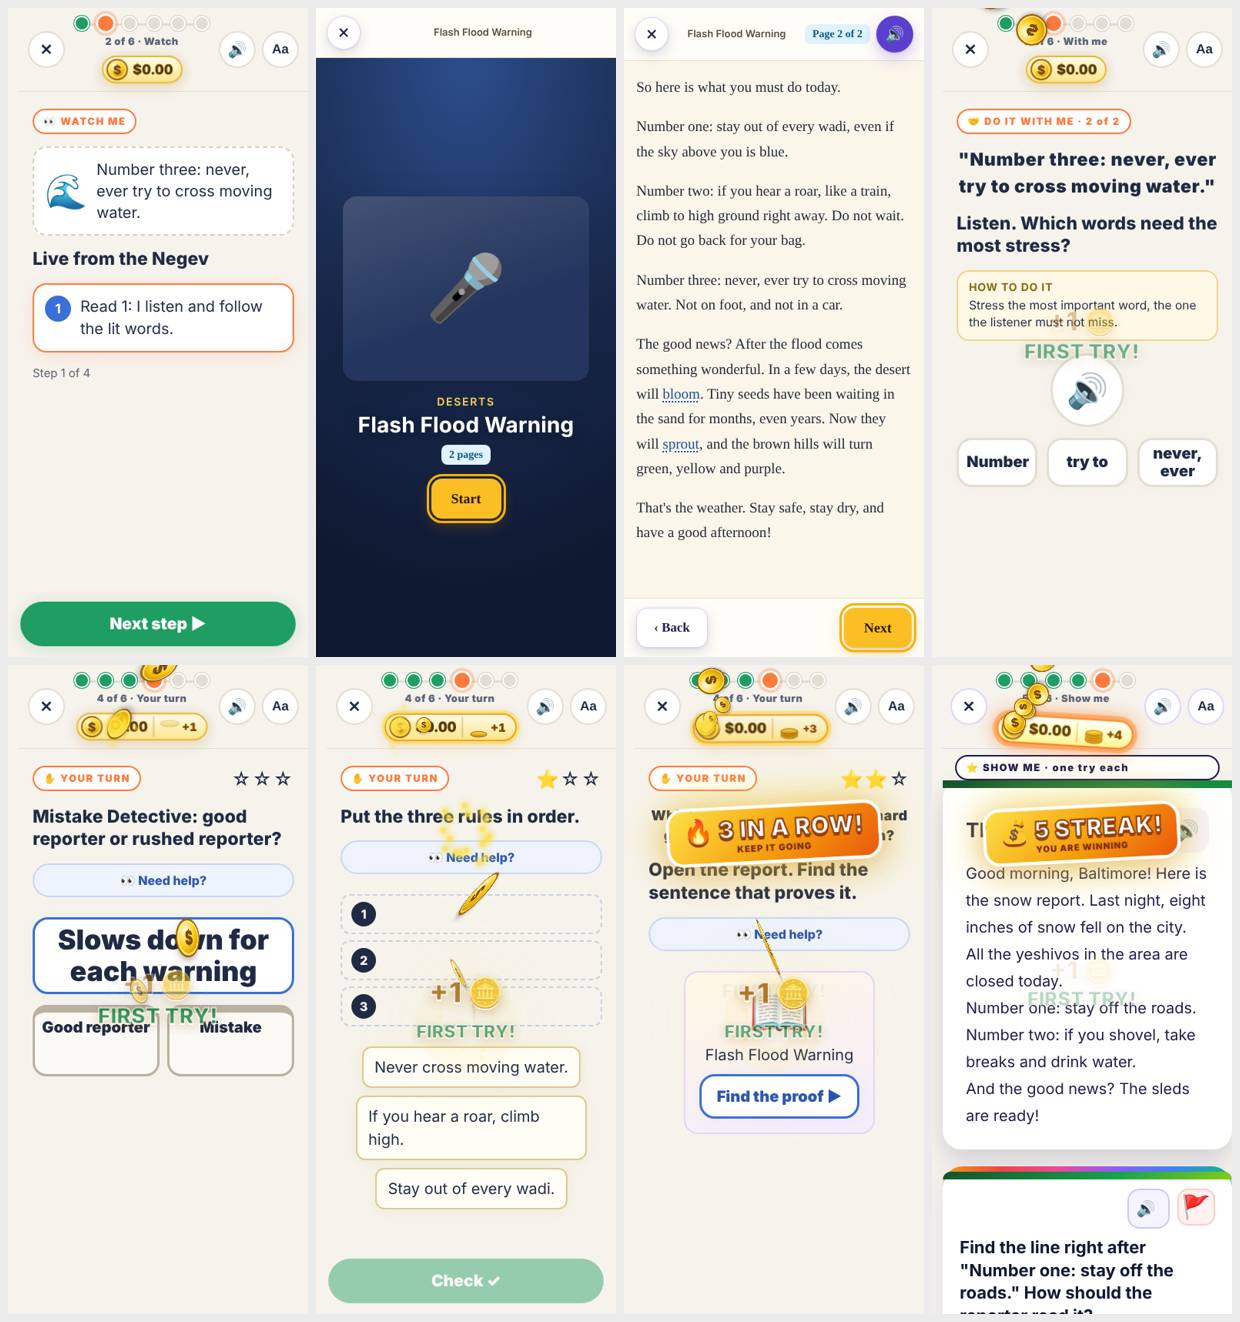 2 of 6 · Watch
Aa
$0.00
WATCH ME
Number three: never,
ever try to cross moving
water.
Live from the Negev
1
Read 1: I listen and follow
the lit words.
Step 1 of 4
Next step ▶
Flash Flood Warning
DESERTS
Flash Flood Warning
2 pages
Start
Flash Flood Warning
Page 2 of 2
So here is what you must do today.
Number one: stay out of every wadi, even if
the sky above you is blue.
Number two: if you hear a roar, like a train,
climb to high ground right away. Do not wait.
Do not go back for your bag.
Number three: never, ever try to cross moving
water. Not on foot, and not in a car.
The good news? After the flood comes
something wonderful. In a few days, the desert
will bloom. Tiny seeds have been waiting in
the sand for months, even years. Now they
will sprout, and the brown hills will turn
green, yellow and purple.
That's the weather. Stay safe, stay dry, and
have a good afternoon!
‹ Back
Next
6 · With me
Aa
$0.00
DO IT WITH ME · 2 of 2
"Number three: never, ever
try to cross moving water."
Listen. Which words need the
most stress?
HOW TO DO IT
Stress the most important word, the one
the listener must not miss.
+1
FIRST TRY!
Number
try to
never,
ever
4 of 6 · Your turn
Aa
+1
YOUR TURN
Mistake Detective: good
reporter or rushed reporter?
Need help?
Slows down for
each warning
FIRST TRY!
Good reporter
Mistake
4 of 6 · Your turn
Aa
+1
YOUR TURN
Put the three rules in order.
Need help?
1
2
3
+1
FIRST TRY!
Never cross moving water.
If you hear a roar, climb
high.
Stay out of every wadi.
Check ✓
of 6 · Your turn
Aa
$0.00
+3
YOUR TURN
3 IN A ROW!
KEEP IT GOING
Open the report. Find the
sentence that proves it.
Need help?
+1
FIRST TRY!
Flash Flood Warning
Find the proof ▶
· Show me
Aa
$0.00
+4
SHOW ME · one try each
5 STREAK!
YOU ARE WINNING
Good morning, Baltimore! Here is
the snow report. Last night, eight
inches of snow fell on the city.
All the yeshivos in the area are
closed today.
+1
FIRST TRY!
Number one: stay off the roads.
Number two: if you shovel, take
breaks and drink water.
And the good news? The sleds
are ready!
Find the line right after
"Number one: stay off the
roads." How should the
reporter read it?